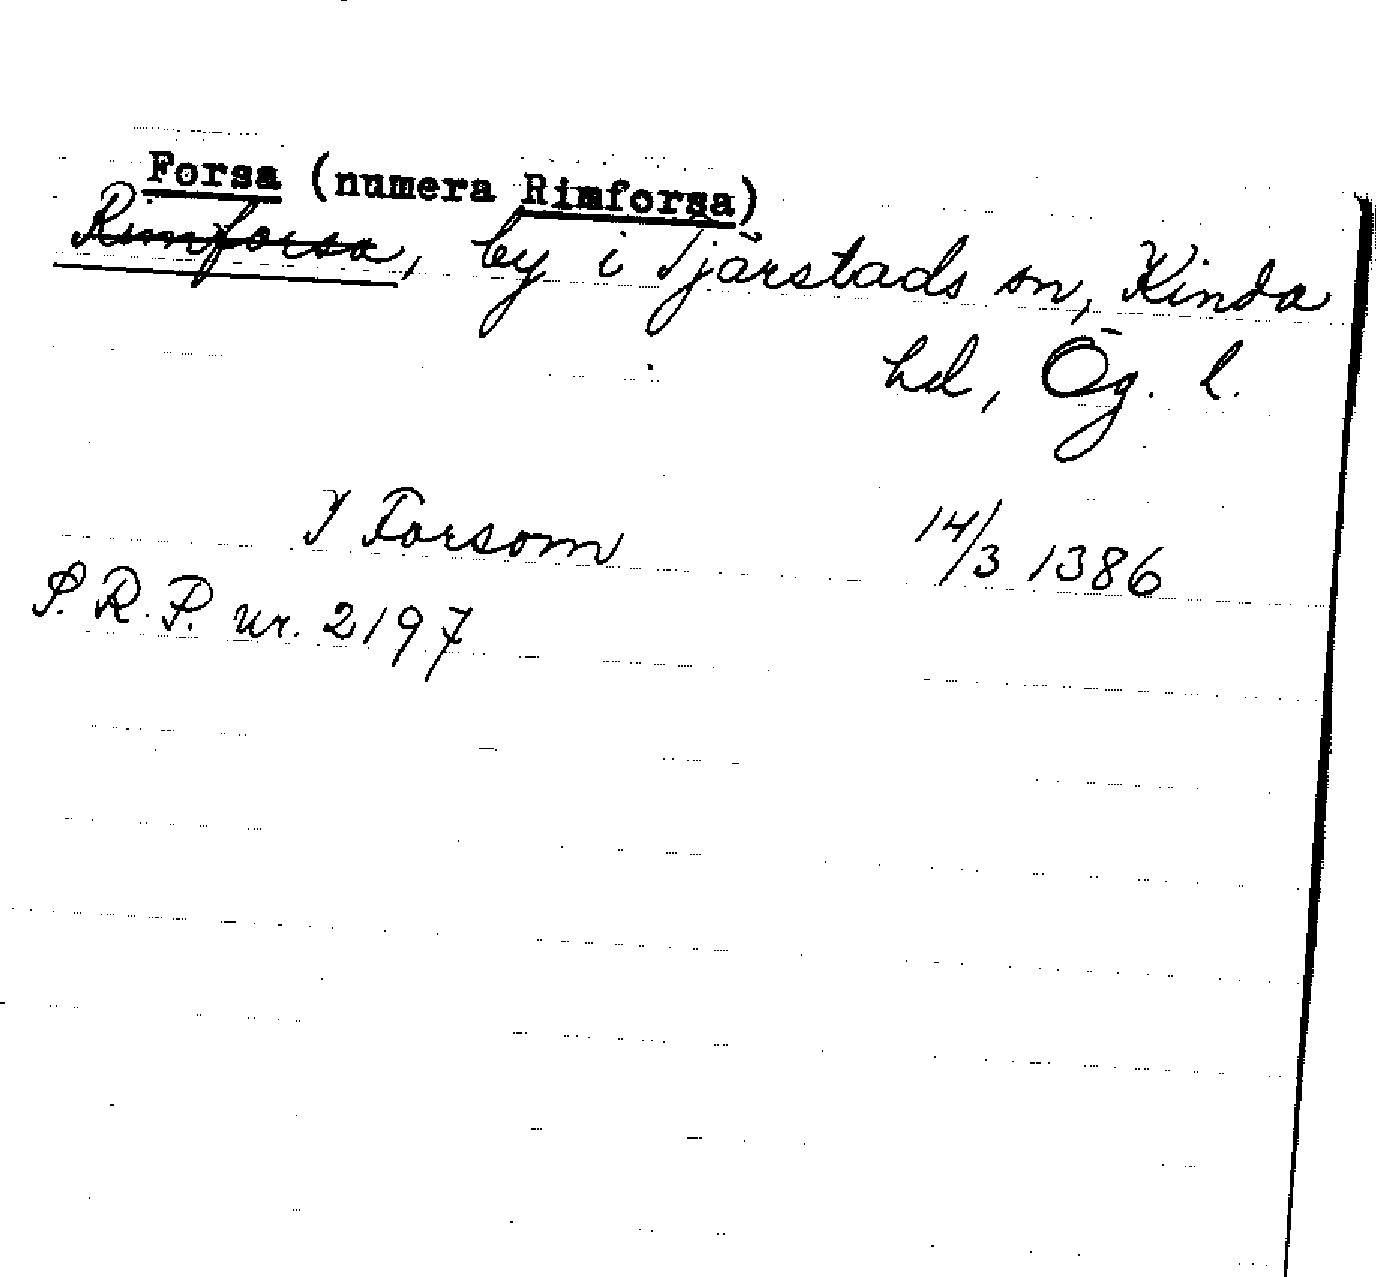 Forsa (numera Rimforsa)
Rimforsa, by i Tjärstads sn, Kinda
hd, Ög. l.
J Forsom 14/3 1386
S. R. P. nr. 2197